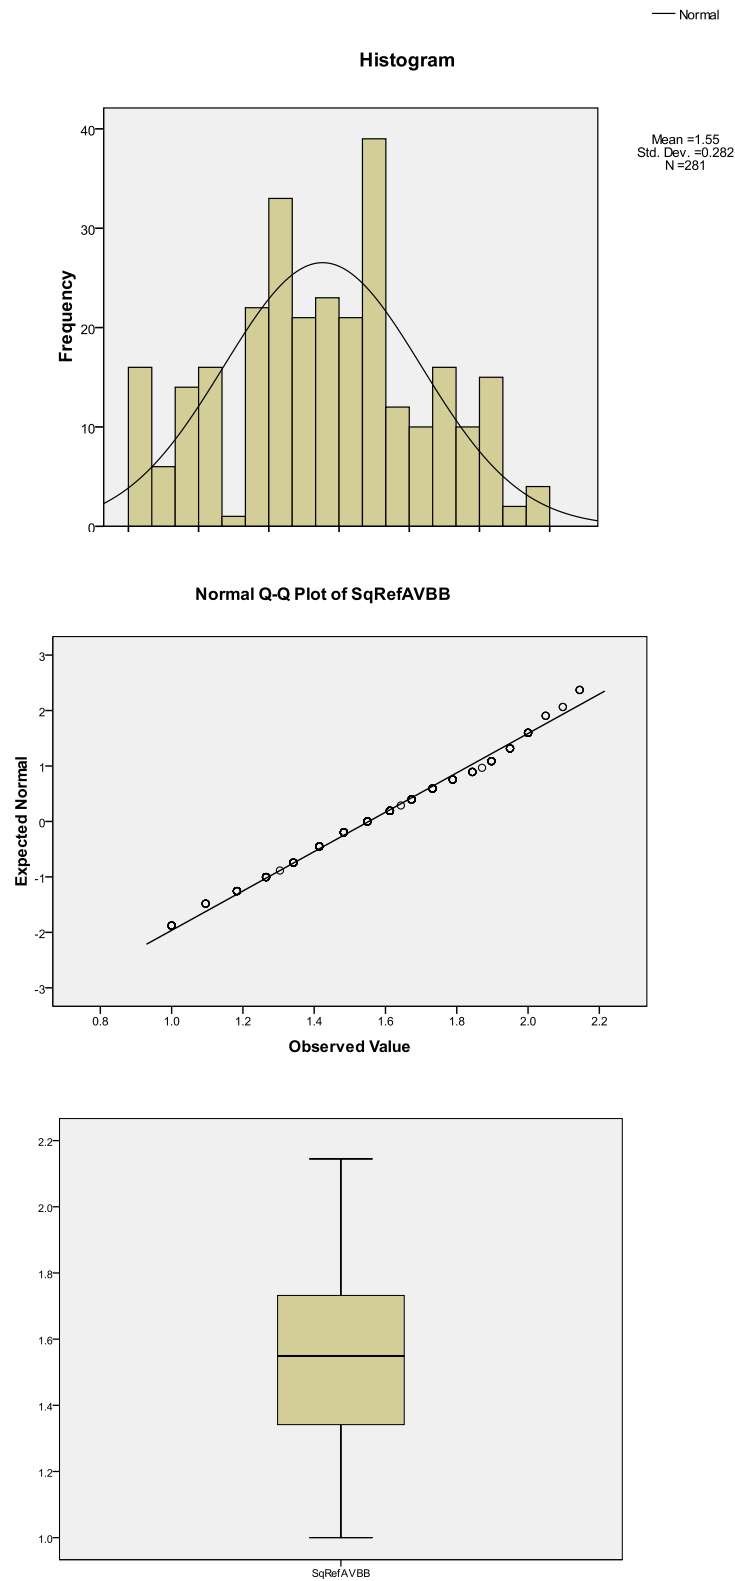 Normal
Histogram
Mean =1.55
Std. Dev. =0.282
N =281
40
30
20
10
0
Frequency
Normal Q-Q Plot of SqRefAVBB
3
2
1
0
-1
-2
-3
Expected Normal
0.8 1.0 1.2 1.4 1.6 1.8 2.0 2.2
Observed Value
2.2
2.0
1.8
1.6
1.4
1.2
1.0
SqRefAVBB